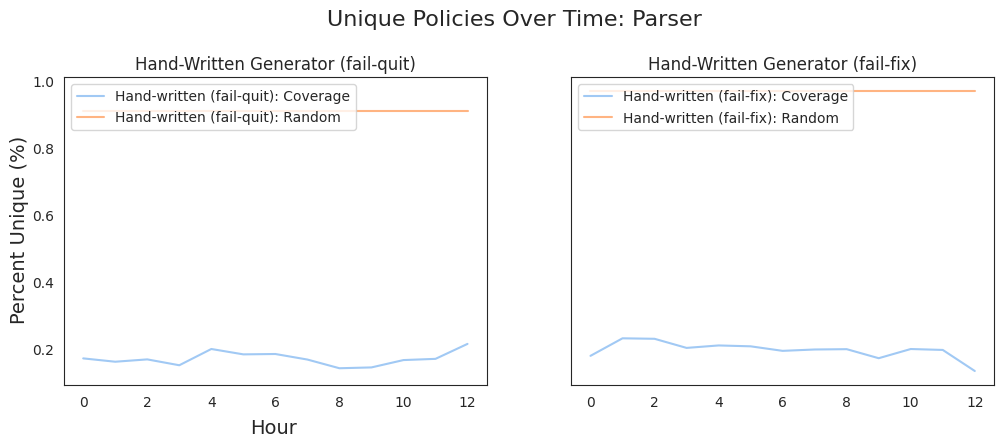 Unique Policies Over Time: Parser
Hand-Written Generator (fail-quit)
Hand-written (fail-quit): Coverage
Hand-written (fail-quit): Random
Percent Unique (%)
1.0
0.8
0.6
0.4
0.2
0 2 4 6 8 10 12
Hour
Hand-Written Generator (fail-fix)
Hand-written (fail-fix): Coverage
Hand-written (fail-fix): Random
0 2 4 6 8 10 12